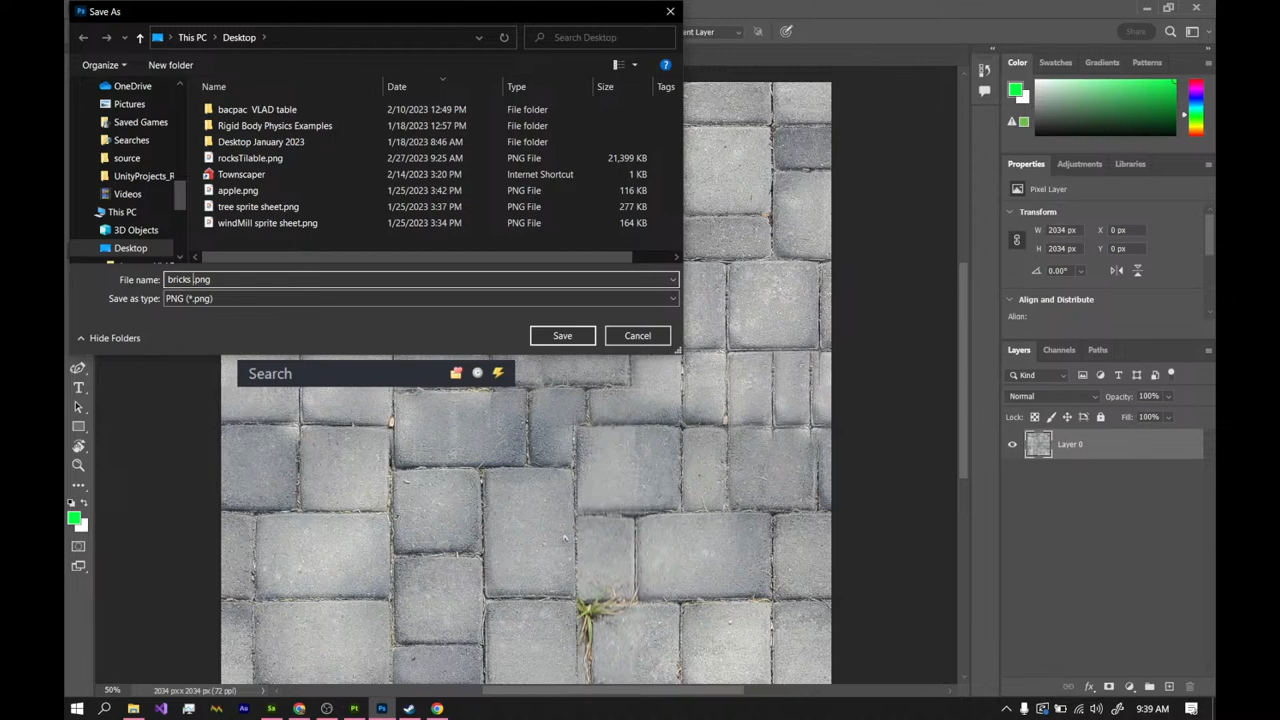 Save As
This PC
Desktop
Search Desktop
Organize
New folder
OneDrive
Pictures
Saved Games
Searches
source
UnityProjects_R
Videos
This PC
3D Objects
Desktop
Name Date Type Size Tags
bacpac VLAD table 2/10/2023 12:49 PM File folder
Rigid Body Physics Examples 1/18/2023 12:57 PM File folder
Desktop January 2023 1/18/2023 8:46 AM File folder
rocksTilable.png 2/27/2023 9:25 AM PNG File 21,399 KB
Townscaper 2/14/2023 3:20 PM Internet Shortcut 1 KB
apple.png 1/25/2023 3:42 PM PNG File 116 KB
tree sprite sheet.png 1/25/2023 3:37 PM PNG File 277 KB
windMill sprite sheet.png 1/25/2023 3:34 PM PNG File 164 KB
File name: bricks .png
Save as type: PNG (*.png)
Hide Folders
Save
Cancel
Search
ent Layer
Share
Color Swatches Gradients Patterns
Properties Adjustments Libraries
Pixel Layer
Transform
W 2034 px X 0 px
H 2034 px Y 0 px
0.00°
Align and Distribute
Align:
Layers Channels Paths
Kind
Normal Opacity: 100%
Lock: Fill: 100%
Layer 0
50% 2034 px x 2034 px (72 ppi)
Au Sa Pt Ps
9:39 AM